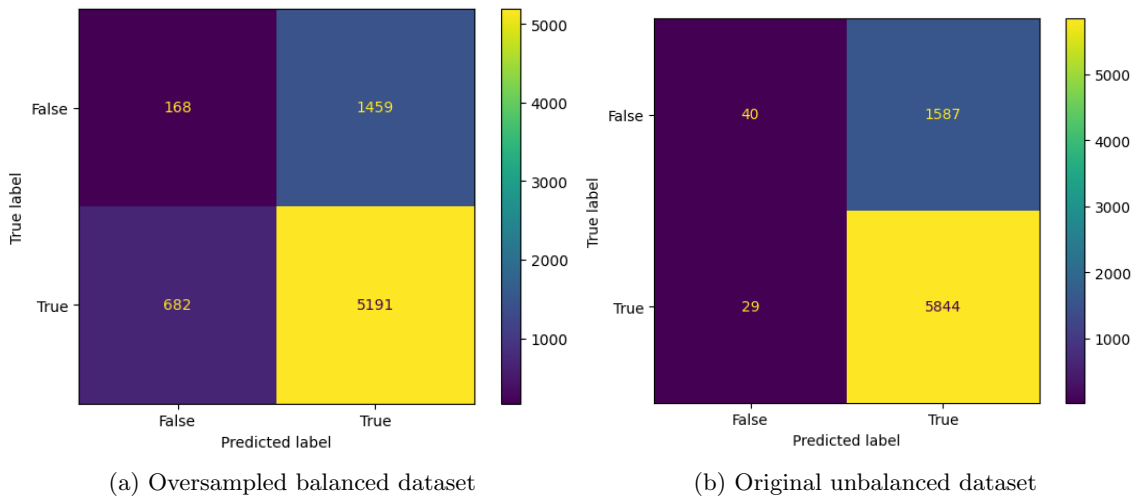 5000
False
168
1459
4000
3000
True label
2000
True
682
5191
1000
False
True
Predicted label
(a) Oversampled balanced dataset
5000
False
40
1587
4000
3000
True label
2000
True
29
5844
1000
False
True
Predicted label
(b) Original unbalanced dataset